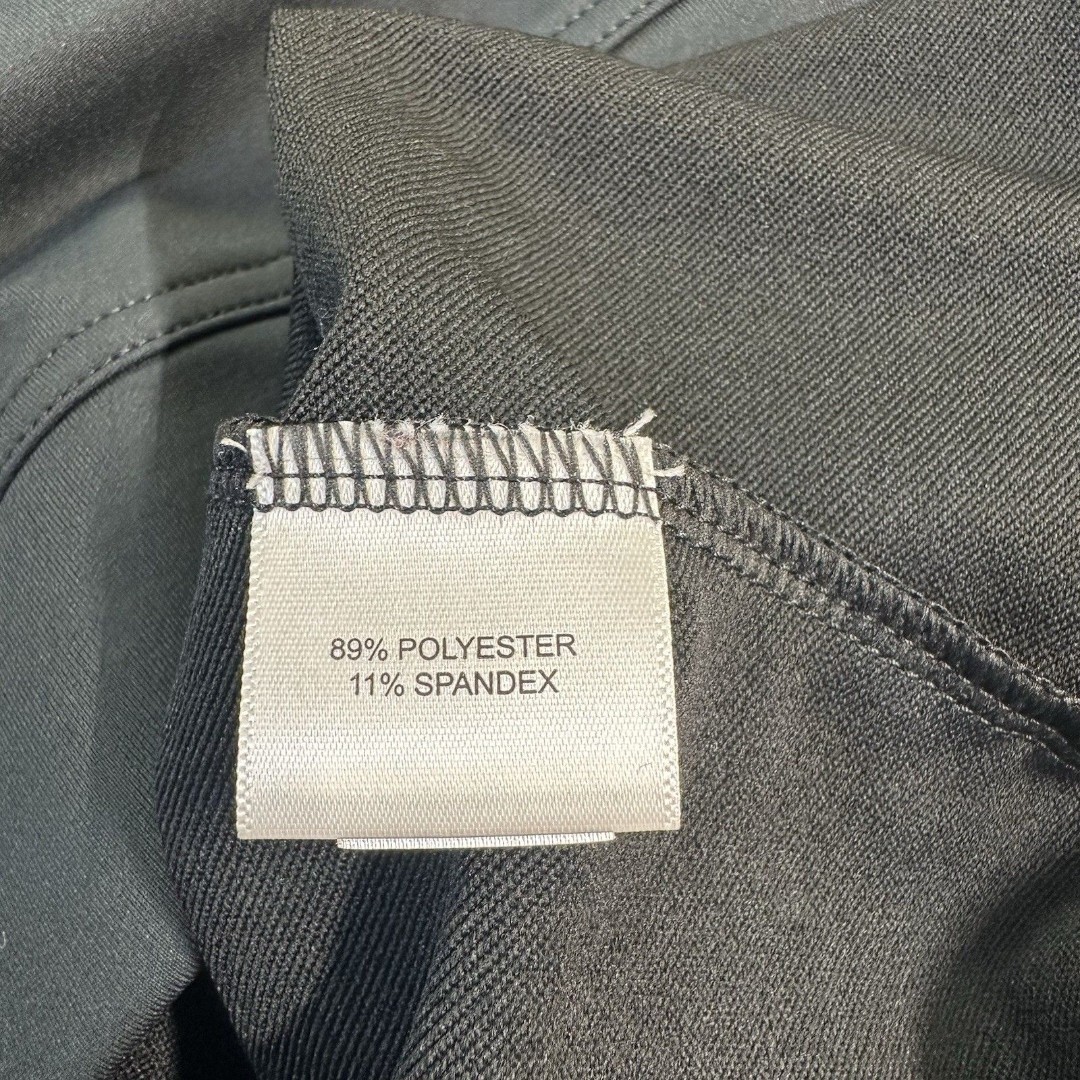 89% POLYESTER
11% SPANDEX